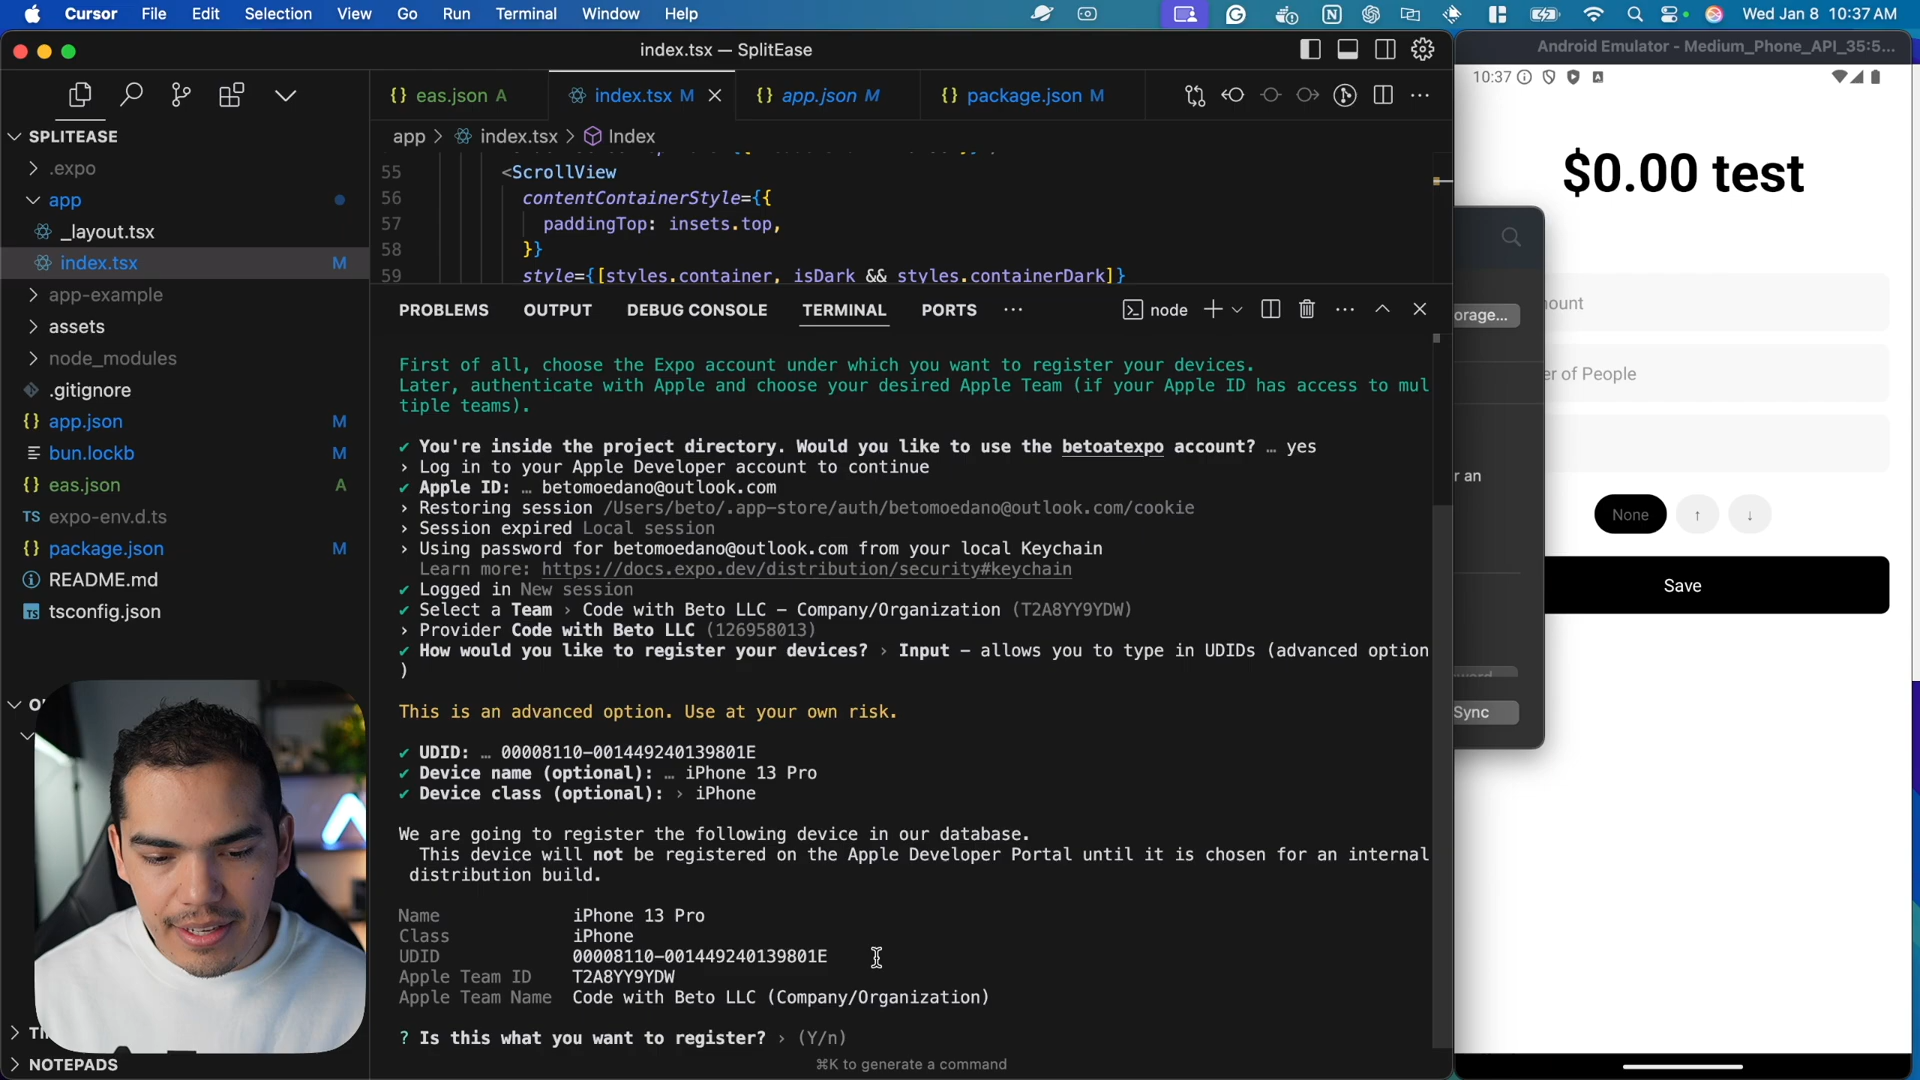 Cursor File Edit Selection View Go Run Terminal Window Help Wed Jan 8 10:37 AM
index.tsx — SplitEase
Android Emulator - Medium_Phone_API_35:5...
10:37
{} eas.json A index.tsx M {} app.json M {} package.json M
app > index.tsx > Index
SPLITEASE
.expo
app
_layout.tsx
index.tsx M
app-example
assets
node_modules
.gitignore
{} app.json M
bun.lockb M
{} eas.json A
TS expo-env.d.ts
{} package.json M
README.md
TS tsconfig.json
NOTEPADS
55 <ScrollView
56 contentContainerStyle={{
57 paddingTop: insets.top,
58 }}
59 style={[styles.container, isDark && styles.containerDark]}
PROBLEMS OUTPUT DEBUG CONSOLE TERMINAL PORTS ... node
First of all, choose the Expo account under which you want to register your devices.
Later, authenticate with Apple and choose your desired Apple Team (if your Apple ID has access to mul
tiple teams).
✔ You're inside the project directory. Would you like to use the betoatexpo account? … yes
› Log in to your Apple Developer account to continue
✔ Apple ID: … betomoedano@outlook.com
› Restoring session /Users/beto/.app-store/auth/betomoedano@outlook.com/cookie
› Session expired Local session
› Using password for betomoedano@outlook.com from your local Keychain
Learn more: https://docs.expo.dev/distribution/security#keychain
✔ Logged in New session
✔ Select a Team › Code with Beto LLC – Company/Organization (T2A8YY9YDW)
› Provider Code with Beto LLC (126958013)
✔ How would you like to register your devices? › Input – allows you to type in UDIDs (advanced option
)
This is an advanced option. Use at your own risk.
✔ UDID: … 00008110-001449240139801E
✔ Device name (optional): … iPhone 13 Pro
✔ Device class (optional): › iPhone
We are going to register the following device in our database.
This device will not be registered on the Apple Developer Portal until it is chosen for an internal
distribution build.
Name iPhone 13 Pro
Class iPhone
UDID 00008110-001449240139801E
Apple Team ID T2A8YY9YDW
Apple Team Name Code with Beto LLC (Company/Organization)
? Is this what you want to register? › (Y/n)
⌘K to generate a command
$0.00 test
orage...
ount
er of People
r an
None ↑ ↓
Save
Sync